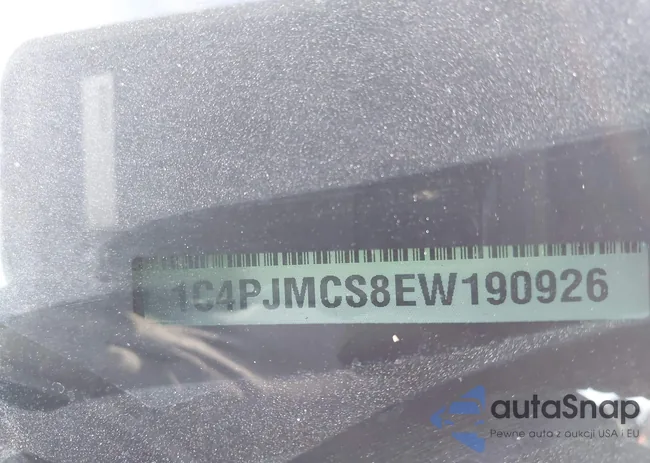 1C4PJMCS8EW190926
autaSnap
Pewne auta z aukcji USA i EU